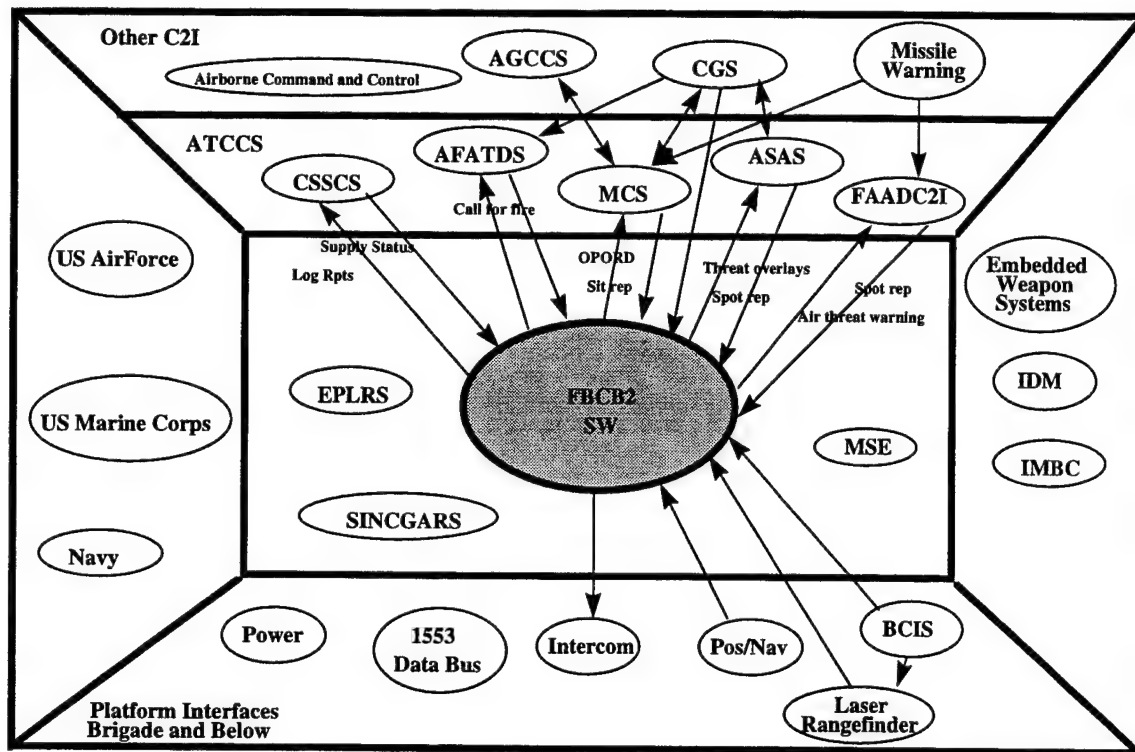 Other C2I
AGCCS
CGS
Missile
Warning
Airborne Command and Control
ATCCS
AFATDS
ASAS
CSSCS
MCS
FAADC2I
Call for fire
US AirForce
Supply Status
Log Rpts
OPORD
Sit rep
Threat overlays
Spot rep
Spot rep
Air threat warning
Embedded
Weapon
Systems
EPLRS
FBCB2
SW
IDM
US Marine Corps
MSE
IMBC
SINCGARS
Navy
Power
1553
Data Bus
Intercom
Pos/Nav
BCIS
Laser
Rangefinder
Platform Interfaces
Brigade and Below